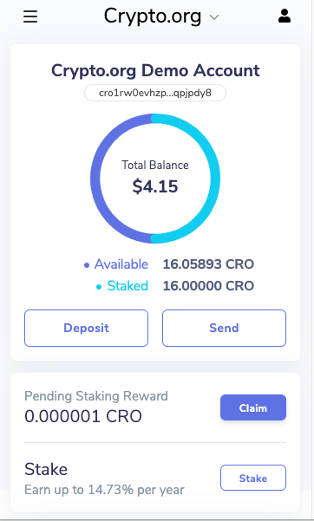 Crypto.org
Crypto.org Demo Account
cro1rw0evhzp...qpjpdy8
Total Balance
$4.15
• Available 16.05893 CRO
• Staked 16.00000 CRO
Deposit Send
Pending Staking Reward
0.000001 CRO
Claim
Stake
Earn up to 14.73% per year
Stake